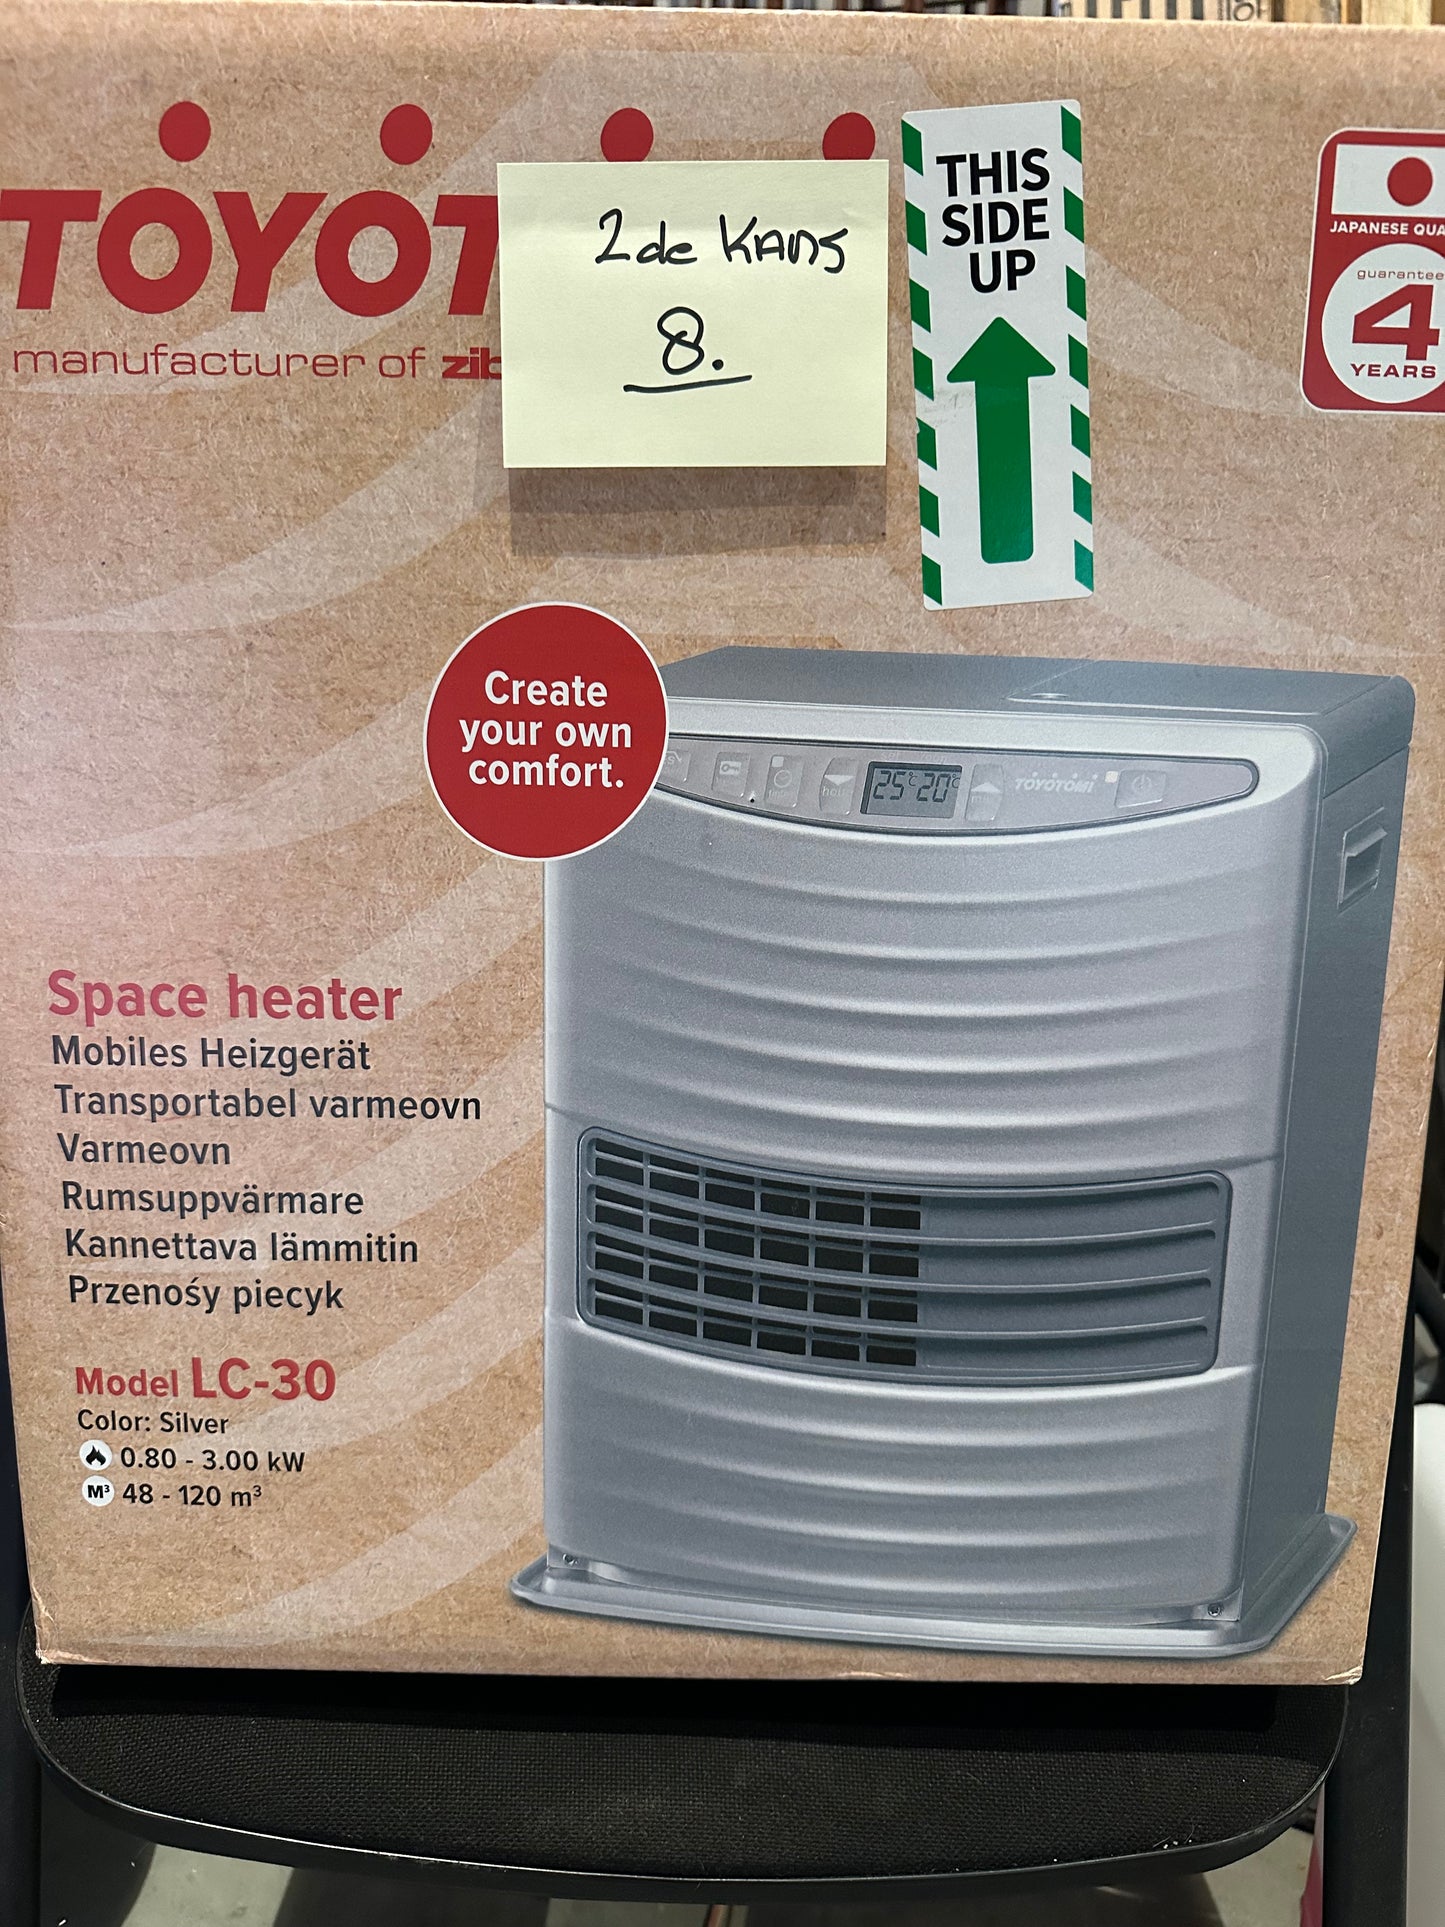 TOYOT
manufacturer of zib
2de KANS
8.
THIS
SIDE
UP
JAPANESE QUA
guarantee
4
YEARS
Create
your own
comfort.
25°C 20°C
TOYOTOMI
Space heater
Mobiles Heizgerät
Transportabel varmeovn
Varmeovn
Rumsuppvärmare
Kannettava lämmitin
Przenośy piecyk
Model LC-30
Color: Silver
0.80 - 3.00 kW
M³ 48 - 120 m³